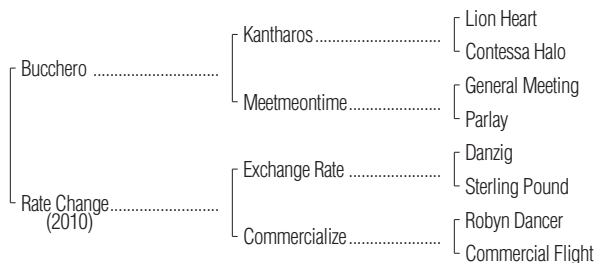 Lion Heart
Kantharos
Contessa Halo
Bucchero
General Meeting
Meetmeontime
Parlay
Danzig
Exchange Rate
Sterling Pound
Rate Change
(2010)
Robyn Dancer
Commercialize
Commercial Flight